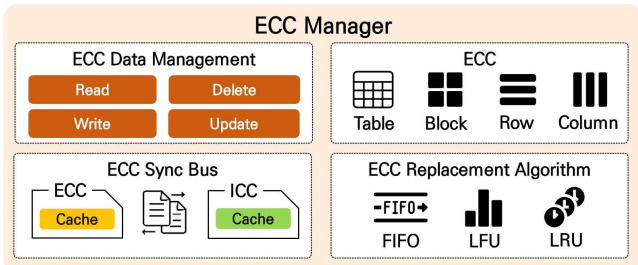 ECC Manager
ECC Data Management
Read
Delete
Write
Update
ECC
Table
Block
Row
Column
ECC Sync Bus
ECC
Cache
ICC
Cache
ECC Replacement Algorithm
FIFO
FIFO
LFU
LRU